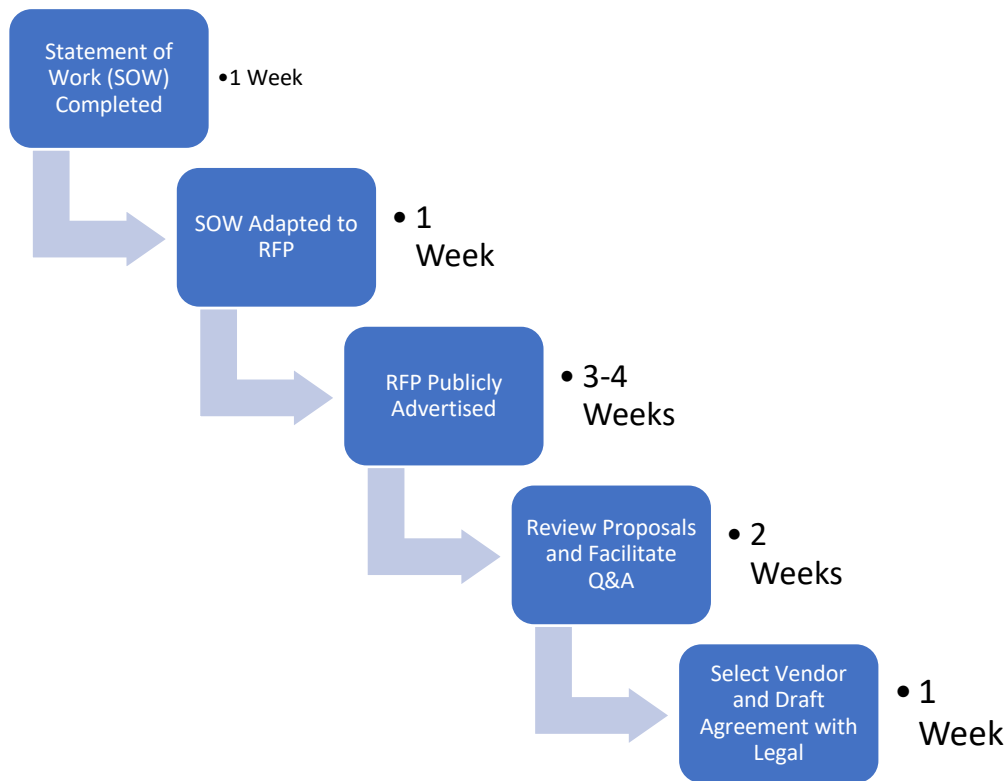 Statement of
Work (SOW)
Completed
•1 Week
SOW Adapted to
RFP
• 1
Week
RFP Publicly
Advertised
• 3-4
Weeks
Review Proposals
and Facilitate
Q&A
• 2
Weeks
Select Vendor
and Draft
Agreement with
Legal
• 1
Week